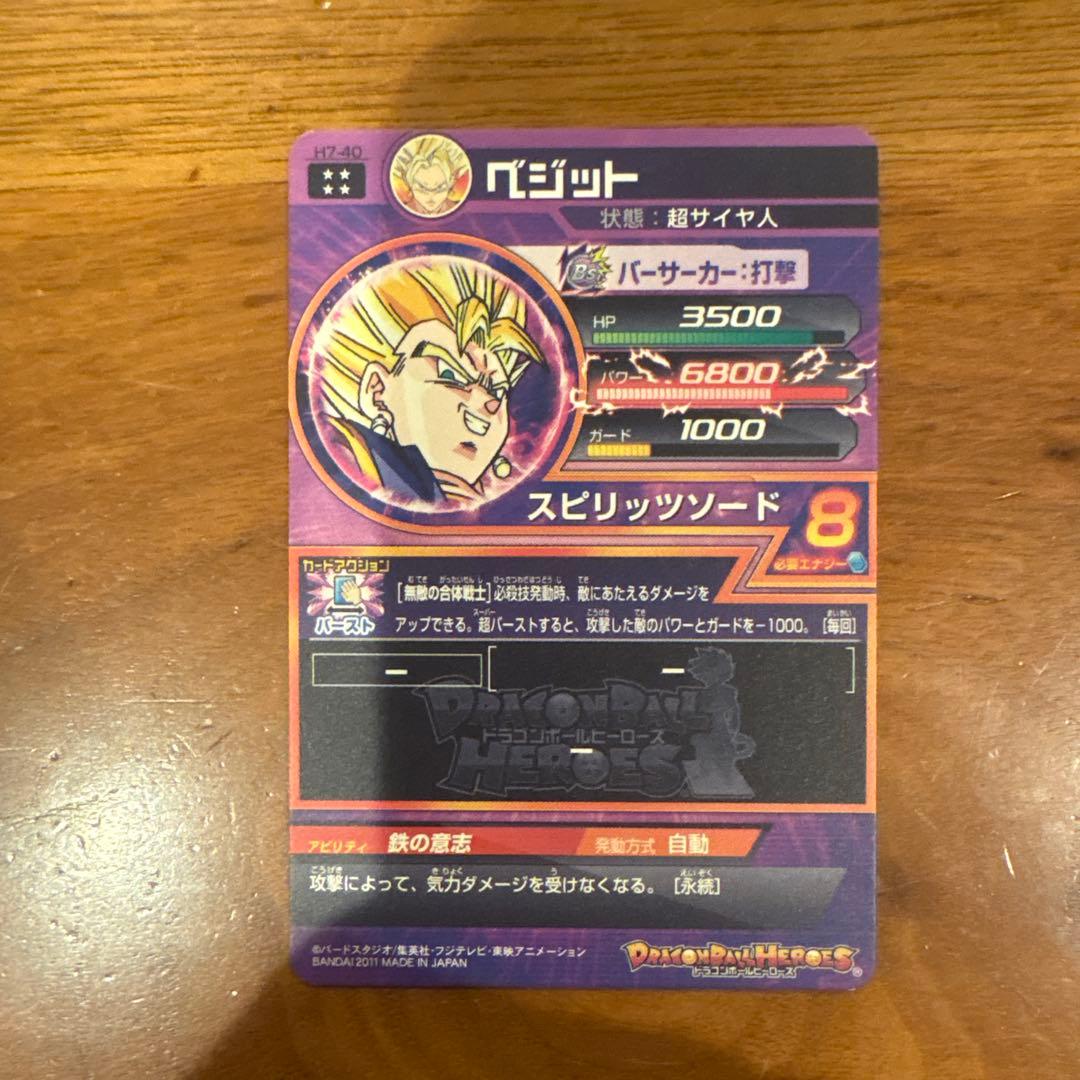 H7-40
ベジット
状態：超サイヤ人
Bs
バーサーカー：打撃
HP 3500
パワー 6800
ガード 1000
スピリッツソード
8
必要エナジー
カードアクション
バースト
[無敵の合体戦士]必殺技発動時、敵にあたえるダメージを
アップできる。超バーストすると、攻撃した敵のパワーとガードを-1000。[毎回]
DRAGON BALL
ドラゴンボールヒーローズ
HEROES
アビリティ 鉄の意志 発動方式 自動
攻撃によって、気力ダメージを受けなくなる。[永続]
©バードスタジオ/集英社・フジテレビ・東映アニメーション
BANDAI 2011 MADE IN JAPAN
DRAGON BALL HEROES
ドラゴンボールヒーローズ